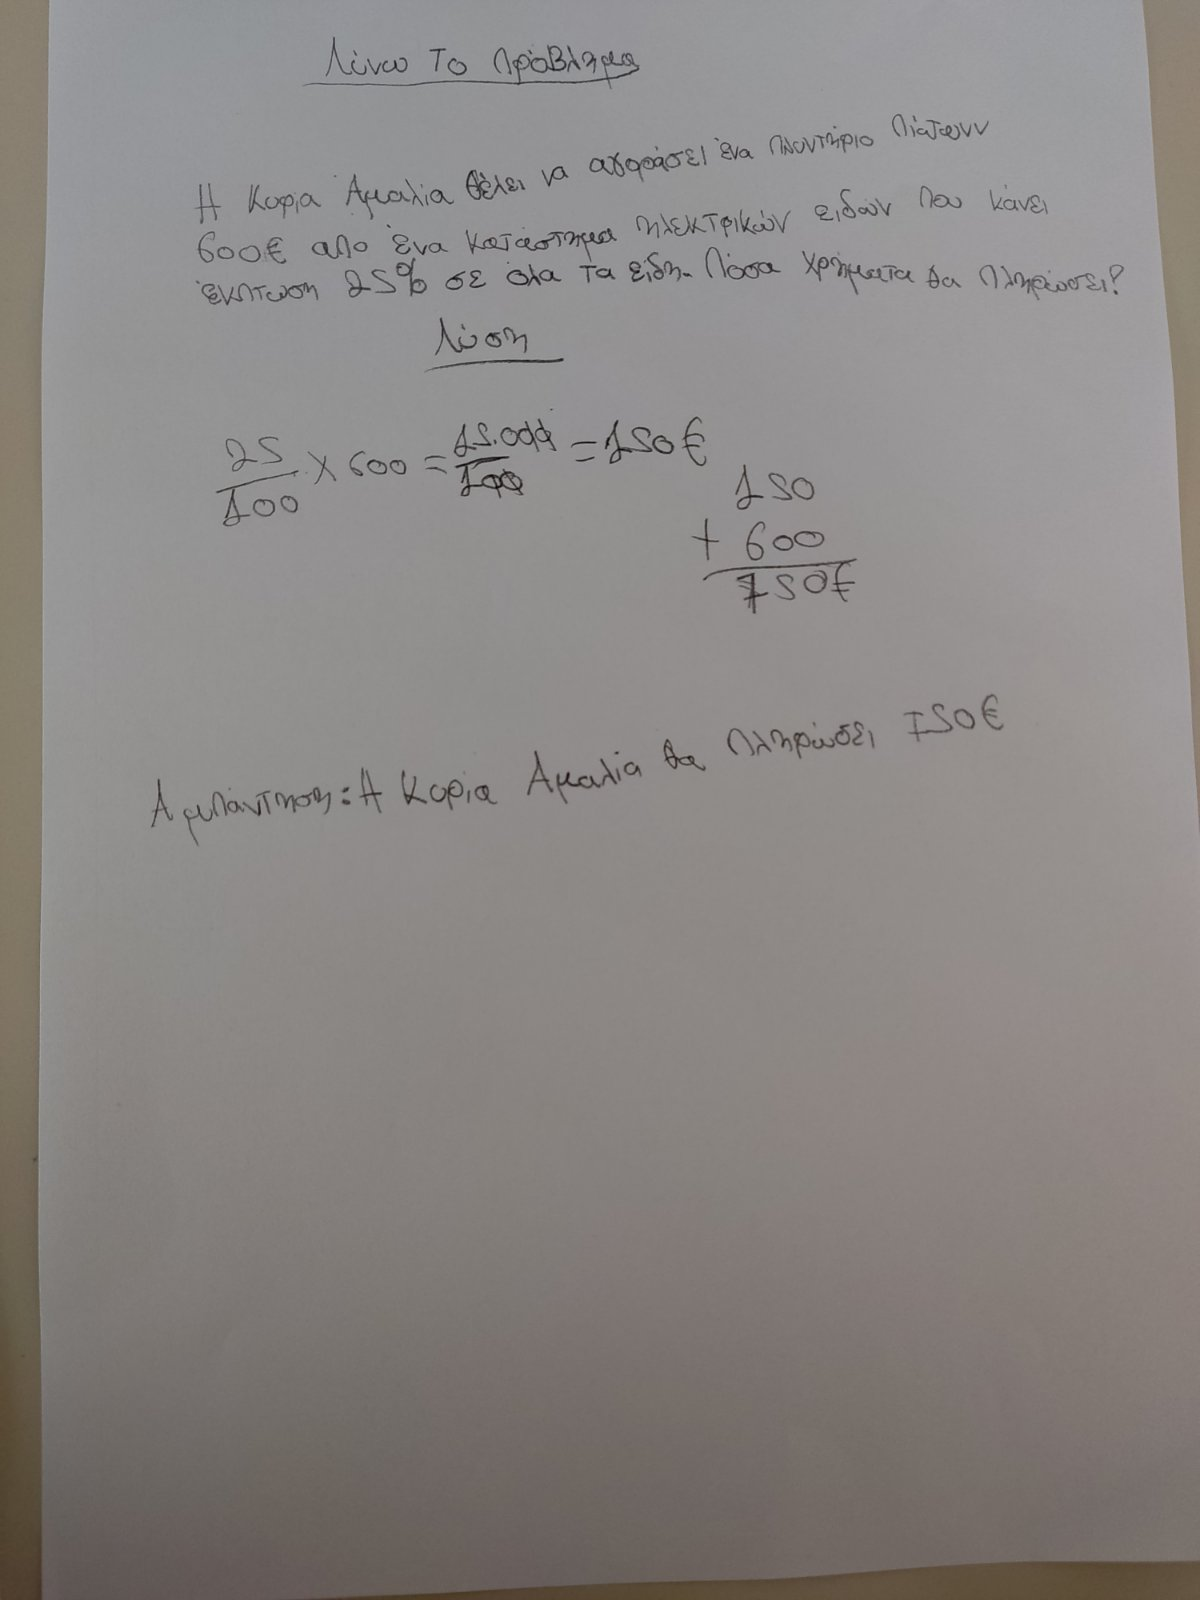 Λύνω Το Πρόβλημα
Η Κυρία Αμαλία θέλει να αγοράσει ένα πλυντήριο πιάτων
600€ από ένα κατάστημα ηλεκτρικών ειδών που κάνει
έκπτωση 25% σε όλα τα είδη. Πόσα χρήματα θα πληρώσει?
Λύση
25/100 X 600 = 15.000/100 = 150€
150
+ 600
750€
Απάντηση: Η Κυρία Αμαλία θα πληρώσει 750€